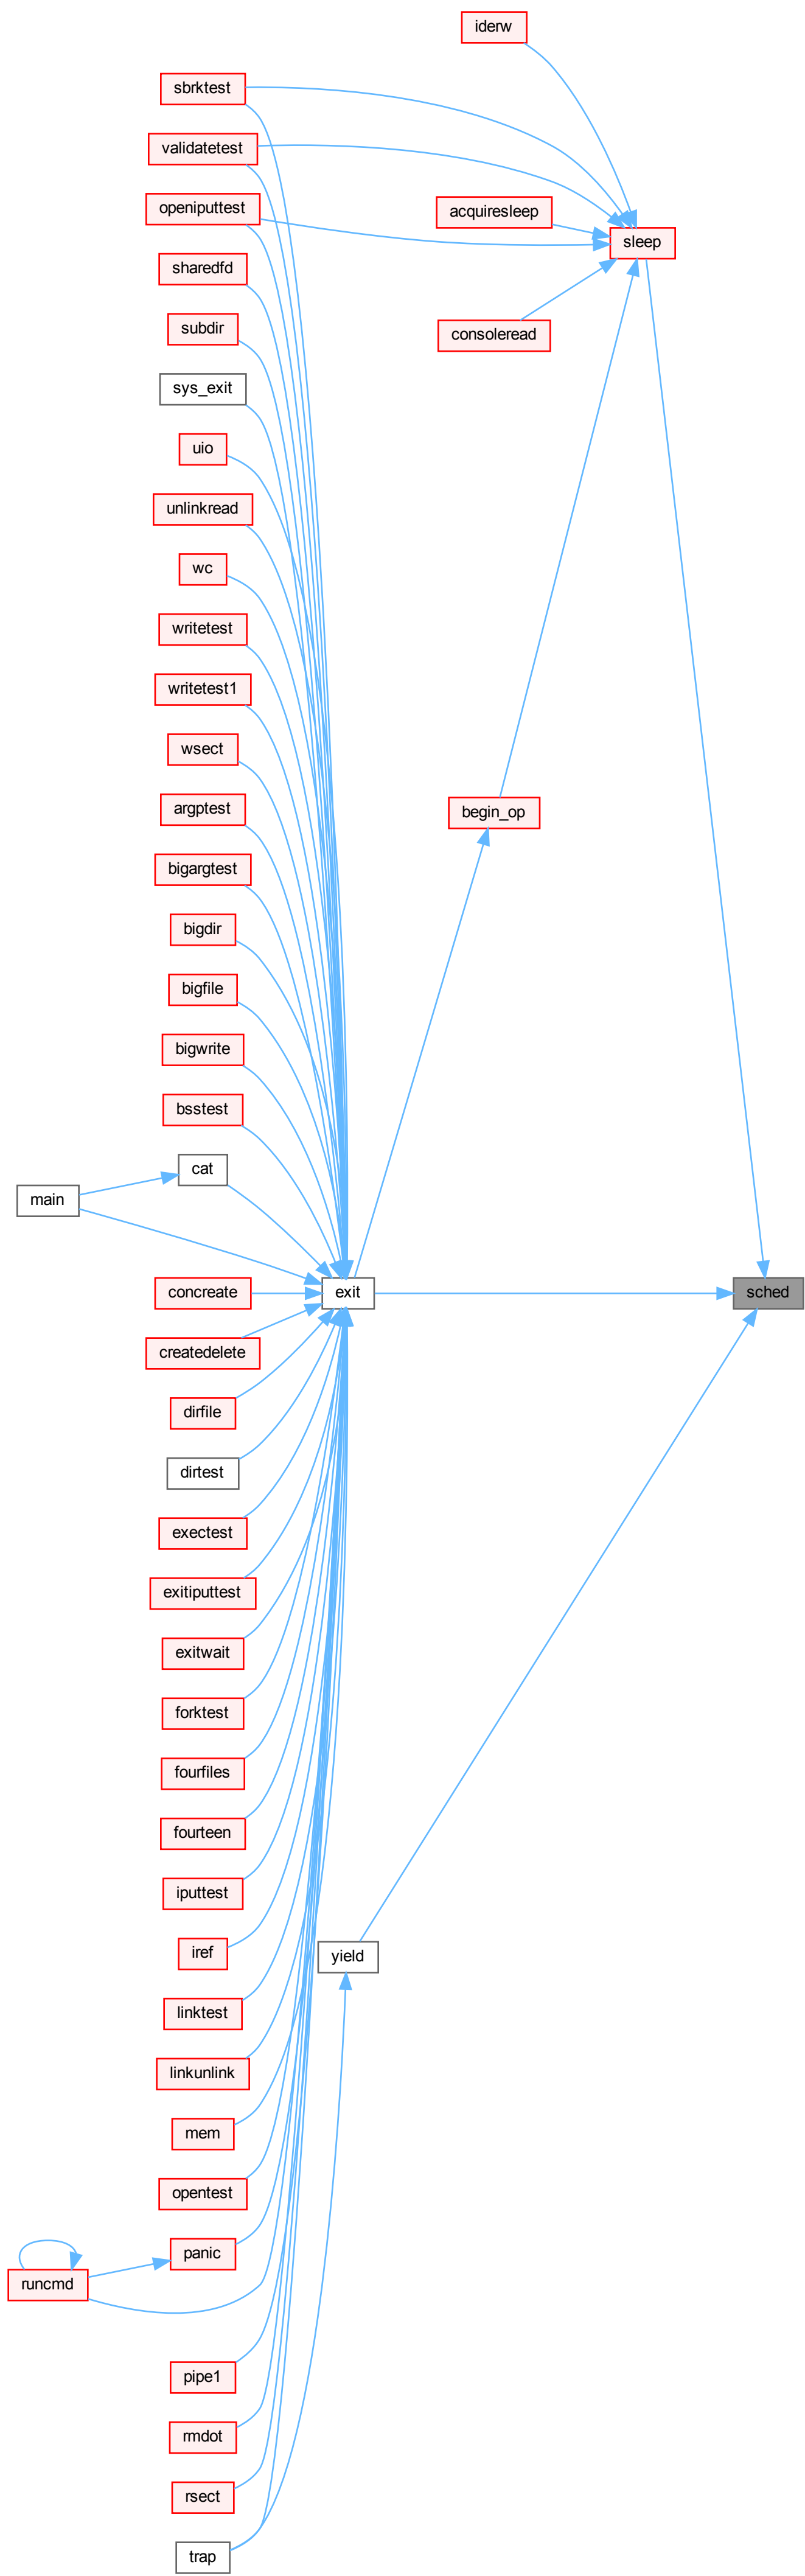 iderw
sbrktest
validatetest
openiputtest
acquiresleep
sleep
sharedfd
subdir
consoleread
sys_exit
uio
unlinkread
wc
writetest
writetest1
wsect
argptest
begin_op
bigargtest
bigdir
bigfile
bigwrite
bsstest
cat
main
concreate
exit
sched
createdelete
dirfile
dirtest
exectest
exitiputtest
exitwait
forktest
fourfiles
fourteen
iputtest
iref
yield
linktest
linkunlink
mem
opentest
panic
runcmd
pipe1
rmdot
rsect
trap